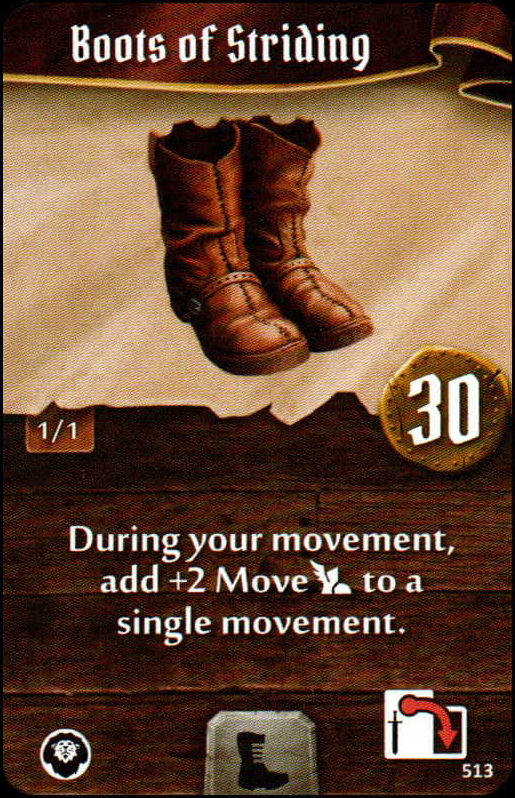 Boots of Striding
1/1
30
During your movement,
add +2 Move to a
single movement.
513